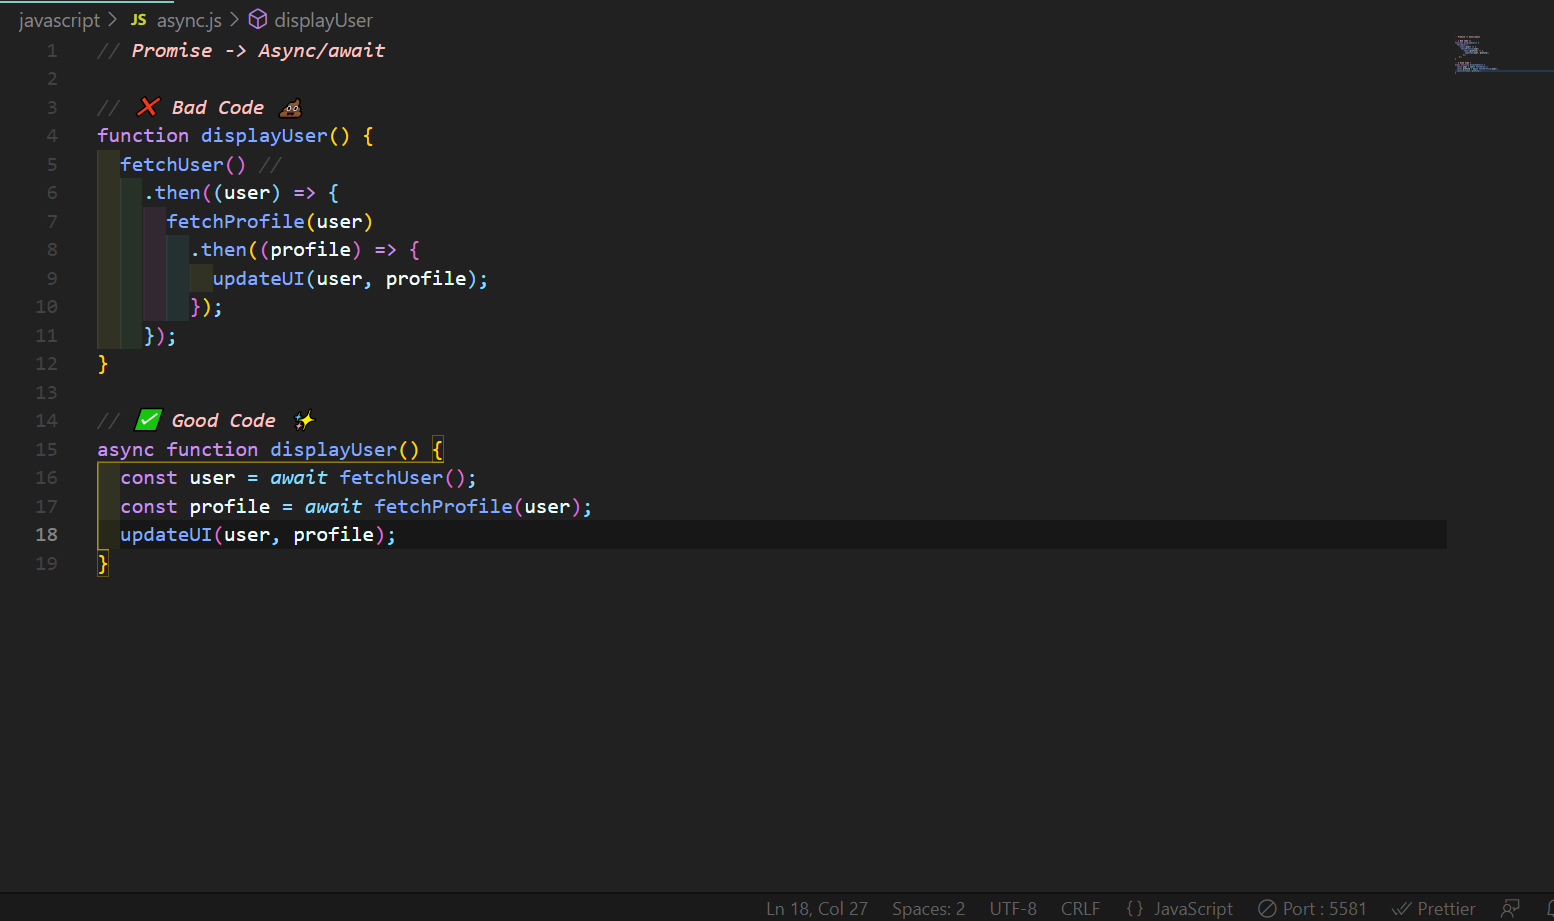 javascript > JS async.js > displayUser
1 // Promise -> Async/await
2
3 // ❌ Bad Code 💩
4 function displayUser() {
5 fetchUser() //
6 .then((user) => {
7 fetchProfile(user)
8 .then((profile) => {
9 updateUI(user, profile);
10 });
11 });
12 }
13
14 // ✅ Good Code ✨
15 async function displayUser() {
16 const user = await fetchUser();
17 const profile = await fetchProfile(user);
18 updateUI(user, profile);
19 }
Ln 18, Col 27 Spaces: 2 UTF-8 CRLF {} JavaScript Port : 5581 Prettier